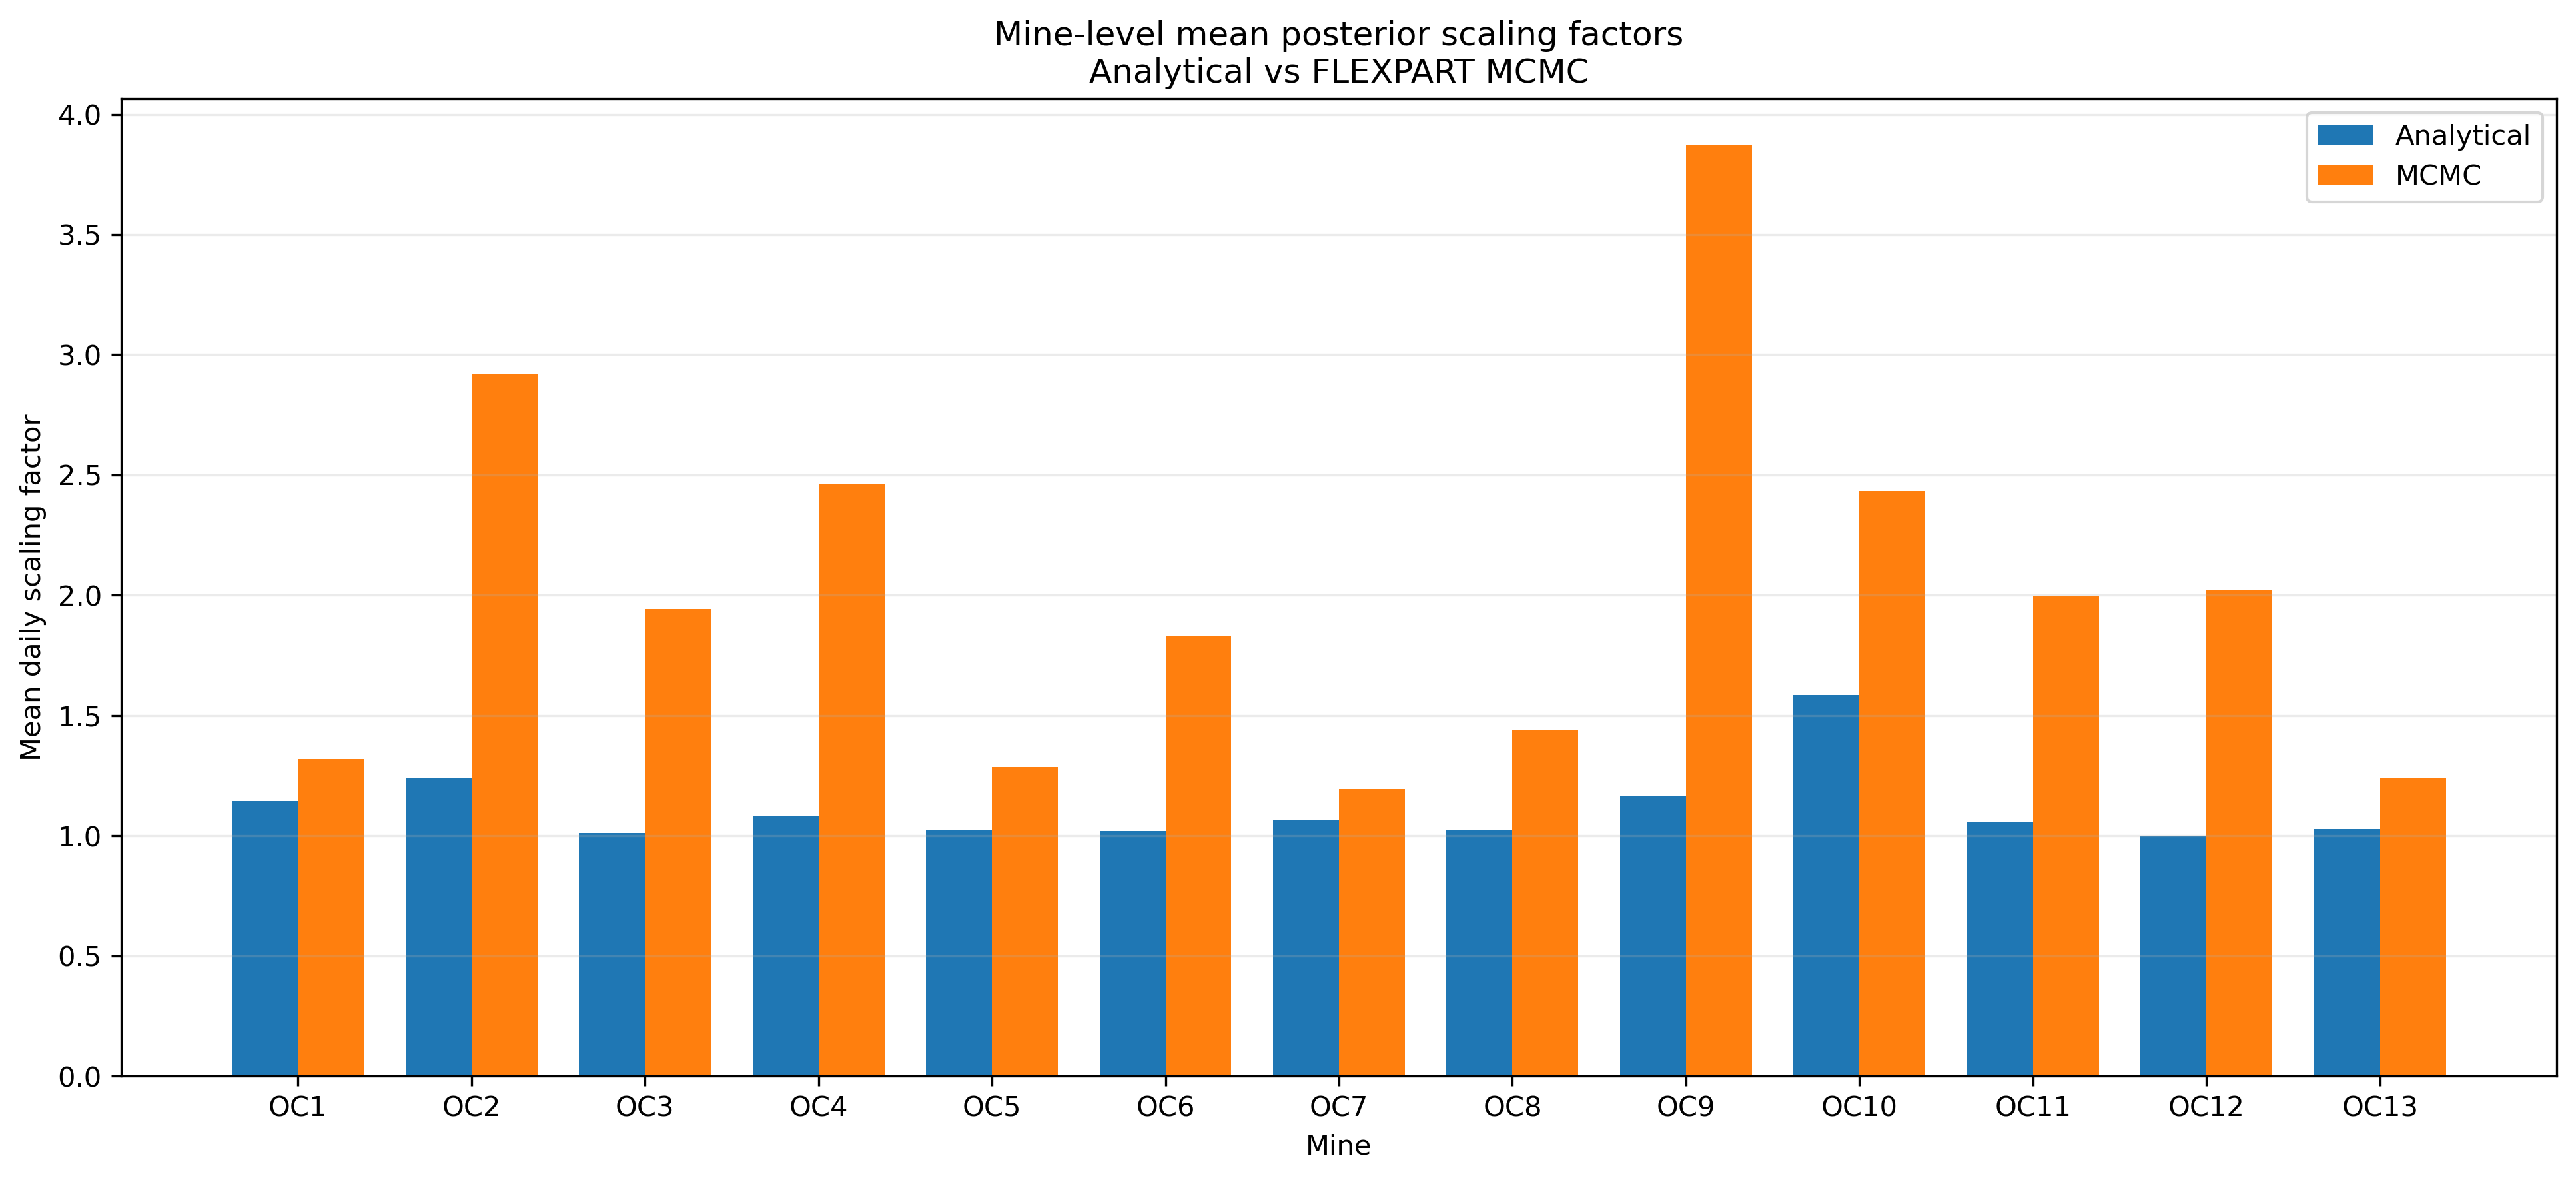 Mine-level mean posterior scaling factors
Analytical vs FLEXPART MCMC
Analytical
MCMC
Mean daily scaling factor
4.0
3.5
3.0
2.5
2.0
1.5
1.0
0.5
0.0
OC1 OC2 OC3 OC4 OC5 OC6 OC7 OC8 OC9 OC10 OC11 OC12 OC13
Mine